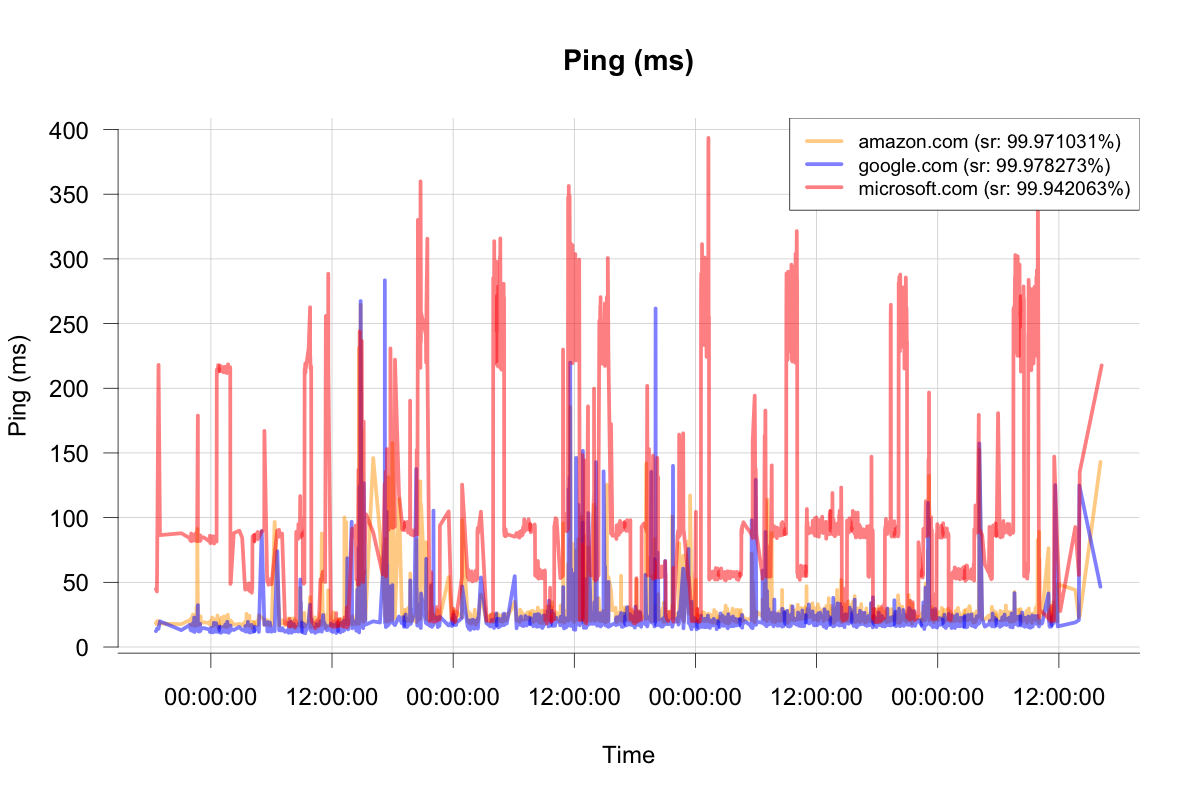 Ping (ms)
amazon.com (sr: 99.971031%)
google.com (sr: 99.978273%)
microsoft.com (sr: 99.942063%)
Ping (ms)
400
350
300
250
200
150
100
50
0
00:00:00 12:00:00 00:00:00 12:00:00 00:00:00 12:00:00 00:00:00 12:00:00
Time